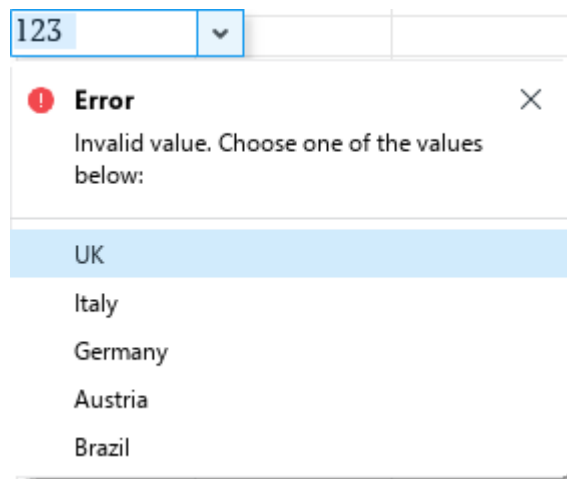 123
Error
Invalid value. Choose one of the values
below:
UK
Italy
Germany
Austria
Brazil